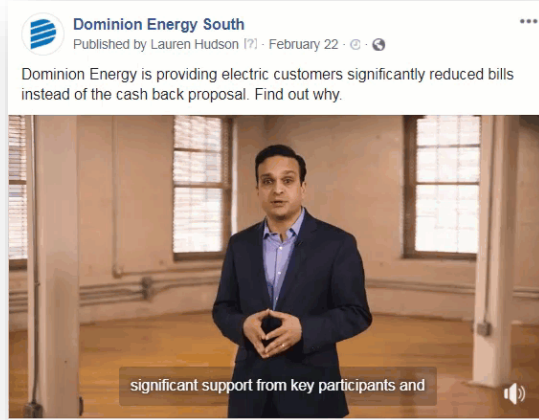 Dominion Energy South
Published by Lauren Hudson [?] · February 22 ·
Dominion Energy is providing electric customers significantly reduced bills
instead of the cash back proposal. Find out why.
significant support from key participants and